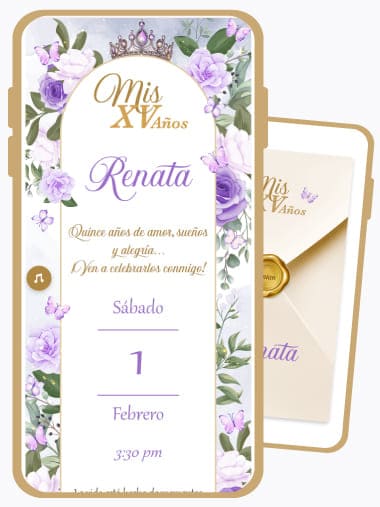 Mis
XV Años
Renata
Quince años de amor, sueños
y alegría...
¡Ven a celebrarlos conmigo!
Sábado
1
Febrero
3:30 pm
Mis
XV Años